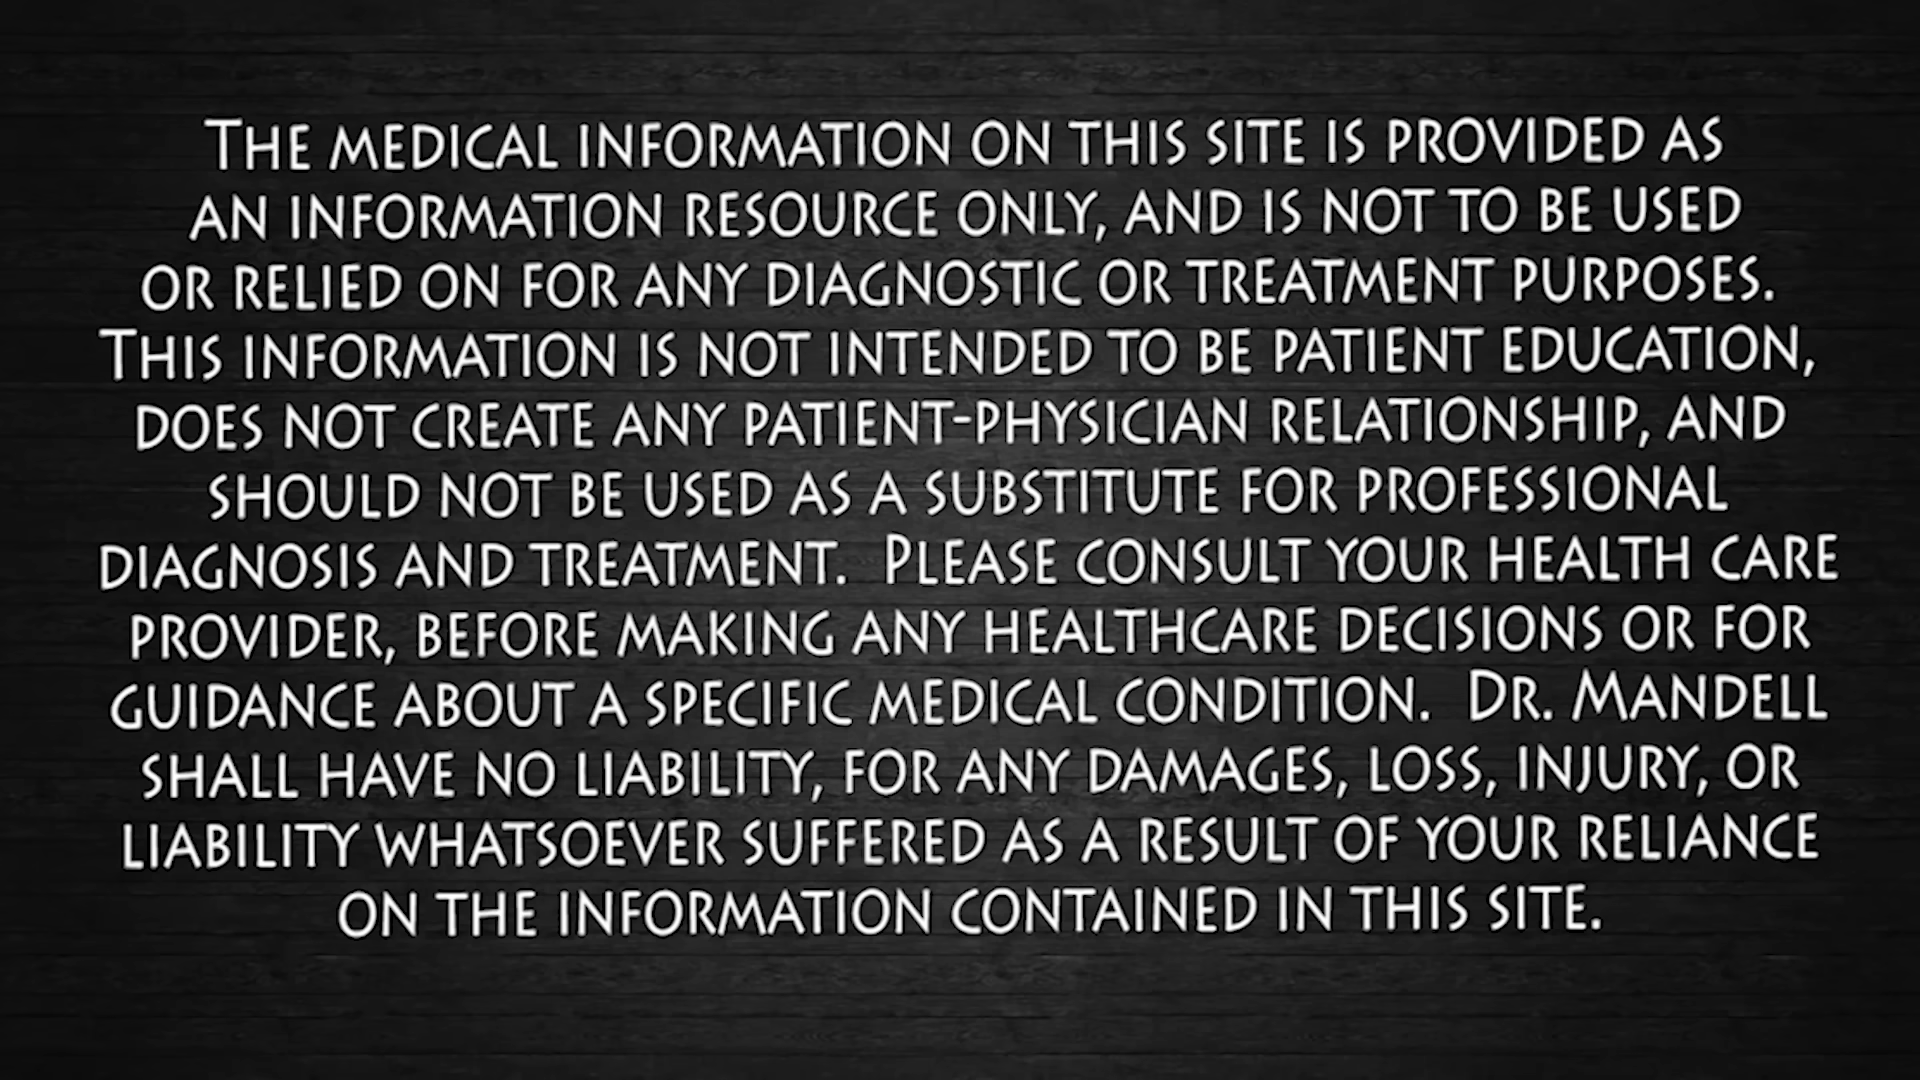 The medical information on this site is provided as
an information resource only, and is not to be used
or relied on for any diagnostic or treatment purposes.
This information is not intended to be patient education,
does not create any patient-physician relationship, and
should not be used as a substitute for professional
diagnosis and treatment.  Please consult your health care
provider, before making any healthcare decisions or for
guidance about a specific medical condition.  Dr. Mandell
shall have no liability, for any damages, loss, injury, or
liability whatsoever suffered as a result of your reliance
on the information contained in this site.